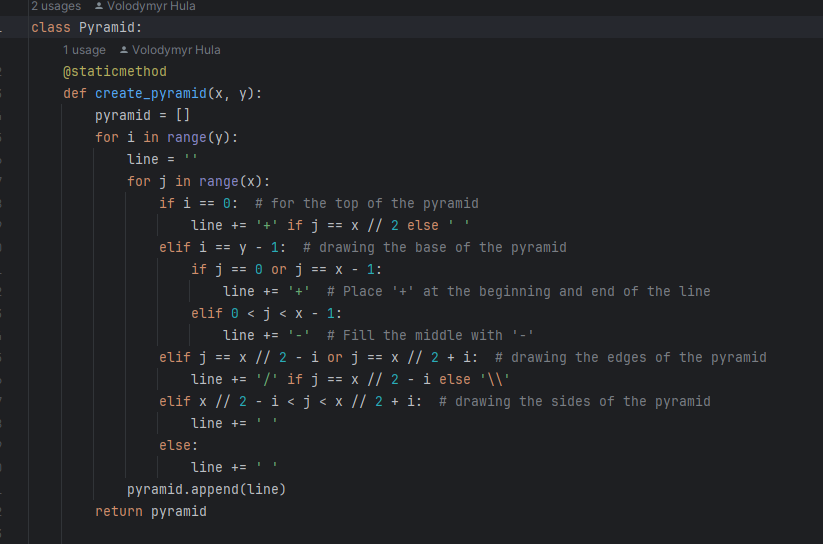 2 usages   Volodymyr Hula
class Pyramid:
    1 usage   Volodymyr Hula
    @staticmethod
    def create_pyramid(x, y):
        pyramid = []
        for i in range(y):
            line = ''
            for j in range(x):
                if i == 0:  # for the top of the pyramid
                    line += '+' if j == x // 2 else ' '
                elif i == y - 1:  # drawing the base of the pyramid
                    if j == 0 or j == x - 1:
                        line += '+'  # Place '+' at the beginning and end of the line
                    elif 0 < j < x - 1:
                        line += '-'  # Fill the middle with '-'
                elif j == x // 2 - i or j == x // 2 + i:  # drawing the edges of the pyramid
                    line += '/' if j == x // 2 - i else '\\'
                elif x // 2 - i < j < x // 2 + i:  # drawing the sides of the pyramid
                    line += ' '
                else:
                    line += ' '
            pyramid.append(line)
        return pyramid